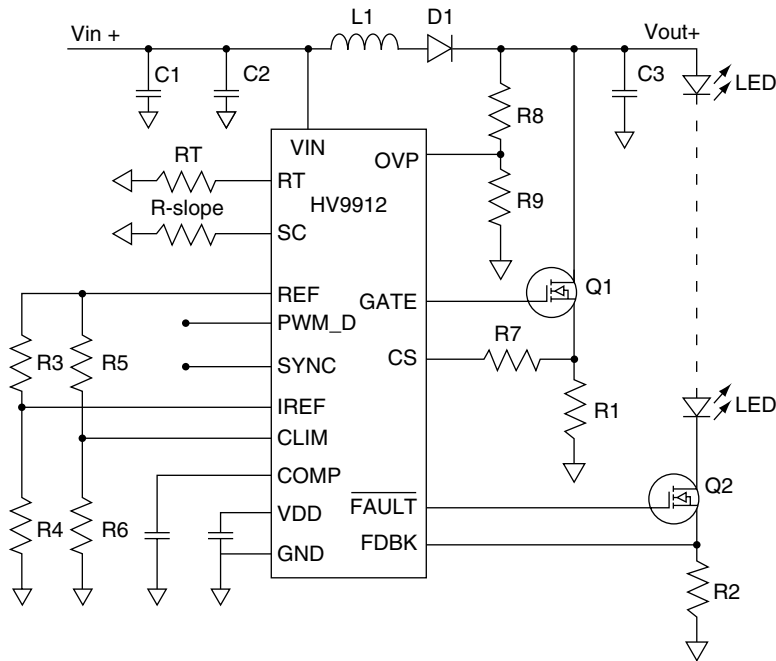 Vin +
L1
D1
Vout+
C1
C2
C3
LED
VIN
R8
RT
RT
OVP
HV9912
R-slope
SC
R9
REF
GATE
Q1
PWM_D
R3
R5
CS
R7
SYNC
IREF
R1
LED
CLIM
COMP
Q2
R4
R6
VDD
FAULT
GND
FDBK
R2